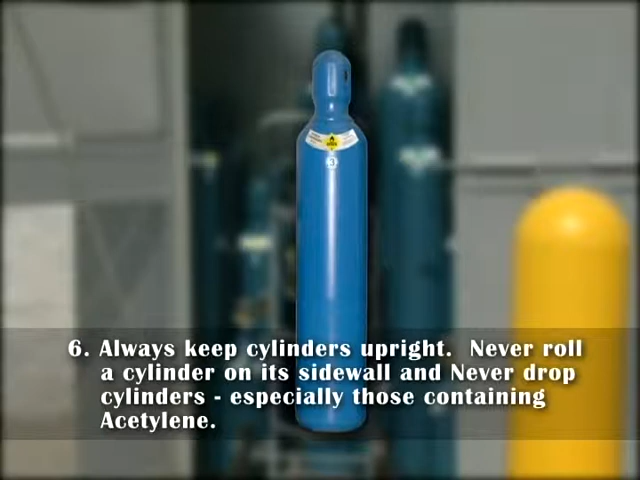 3
6. Always keep cylinders upright.  Never roll
a cylinder on its sidewall and Never drop
cylinders - especially those containing
Acetylene.